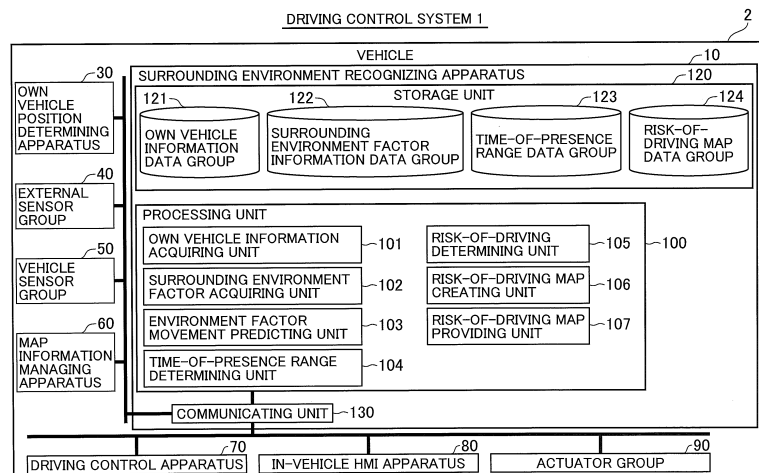 DRIVING CONTROL SYSTEM 1
2
VEHICLE
10
30
OWN
VEHICLE
POSITION
DETERMINING
APPARATUS
40
EXTERNAL
SENSOR
GROUP
50
VEHICLE
SENSOR
GROUP
60
MAP
INFORMATION
MANAGING
APPARATUS
SURROUNDING ENVIRONMENT RECOGNIZING APPARATUS
120
STORAGE UNIT
121
OWN VEHICLE
INFORMATION
DATA GROUP
122
SURROUNDING
ENVIRONMENT FACTOR
INFORMATION DATA GROUP
123
TIME-OF-PRESENCE
RANGE DATA GROUP
124
RISK-OF-
DRIVING MAP
DATA GROUP
PROCESSING UNIT
100
OWN VEHICLE INFORMATION
ACQUIRING UNIT
101
SURROUNDING ENVIRONMENT
FACTOR ACQUIRING UNIT
102
ENVIRONMENT FACTOR
MOVEMENT PREDICTING UNIT
103
TIME-OF-PRESENCE RANGE
DETERMINING UNIT
104
RISK-OF-DRIVING
DETERMINING UNIT
105
RISK-OF-DRIVING MAP
CREATING UNIT
106
RISK-OF-DRIVING MAP
PROVIDING UNIT
107
COMMUNICATING UNIT
130
70
DRIVING CONTROL APPARATUS
80
IN-VEHICLE HMI APPARATUS
90
ACTUATOR GROUP